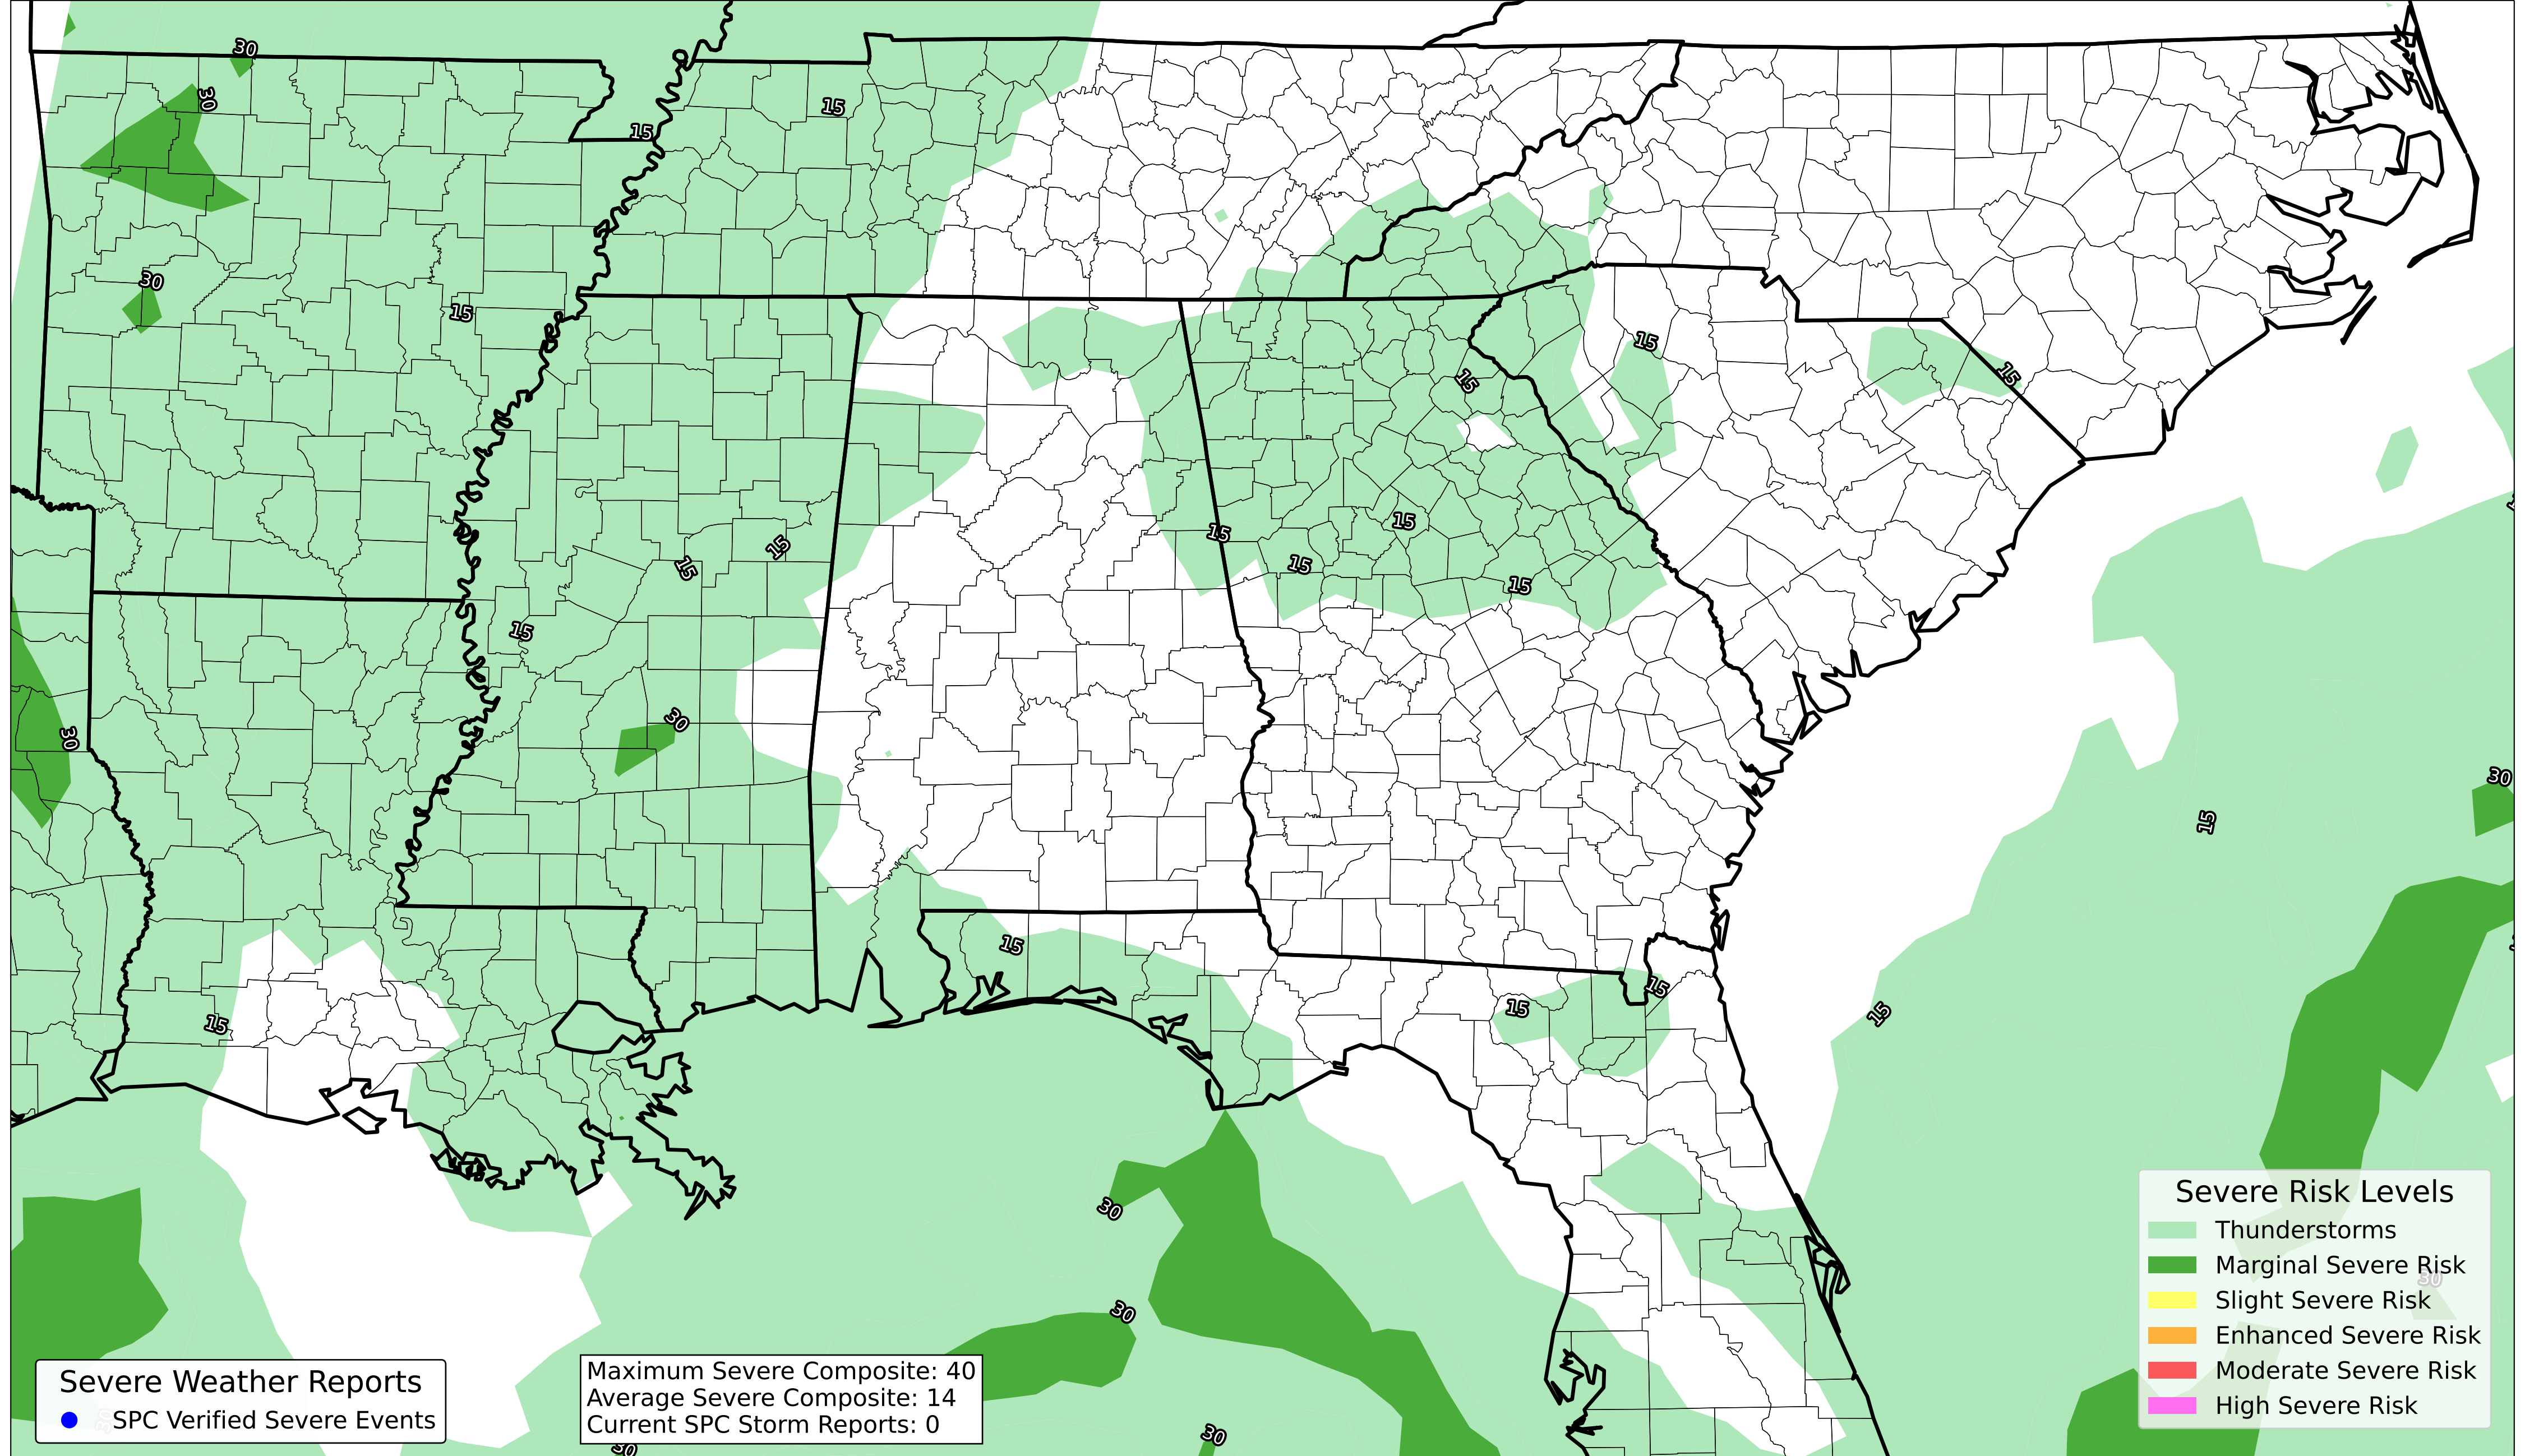 30
30
15
15
30
15
15
15
15
15
15
15
15
15
15
15
15
30
30
30
15
15
15
15
15
15
30
30
30
30
30
Severe Risk Levels
Thunderstorms
Marginal Severe Risk
Slight Severe Risk
Enhanced Severe Risk
Moderate Severe Risk
High Severe Risk
Severe Weather Reports
SPC Verified Severe Events
Maximum Severe Composite: 40
Average Severe Composite: 14
Current SPC Storm Reports: 0